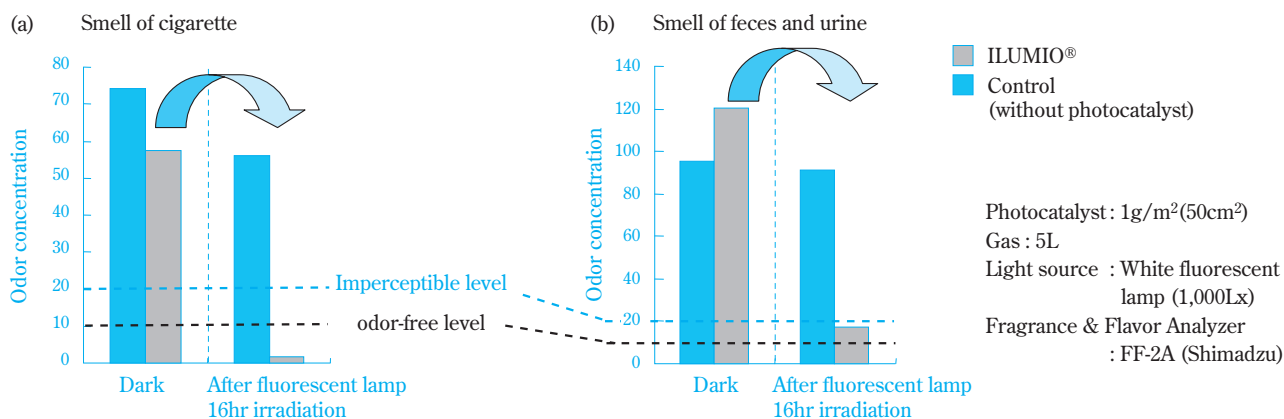 (a) Smell of cigarette
80
70
60
50
40
30
20
10
0
Odor concentration
Dark
After fluorescent lamp
16hr irradiation
Imperceptible level
odor-free level
(b) Smell of feces and urine
140
120
100
80
60
40
20
0
Odor concentration
Dark
After fluorescent lamp
16hr irradiation
ILUMIO®
Control
(without photocatalyst)
Photocatalyst : 1g/m²(50cm²)
Gas : 5L
Light source : White fluorescent
lamp (1,000Lx)
Fragrance & Flavor Analyzer
: FF-2A (Shimadzu)